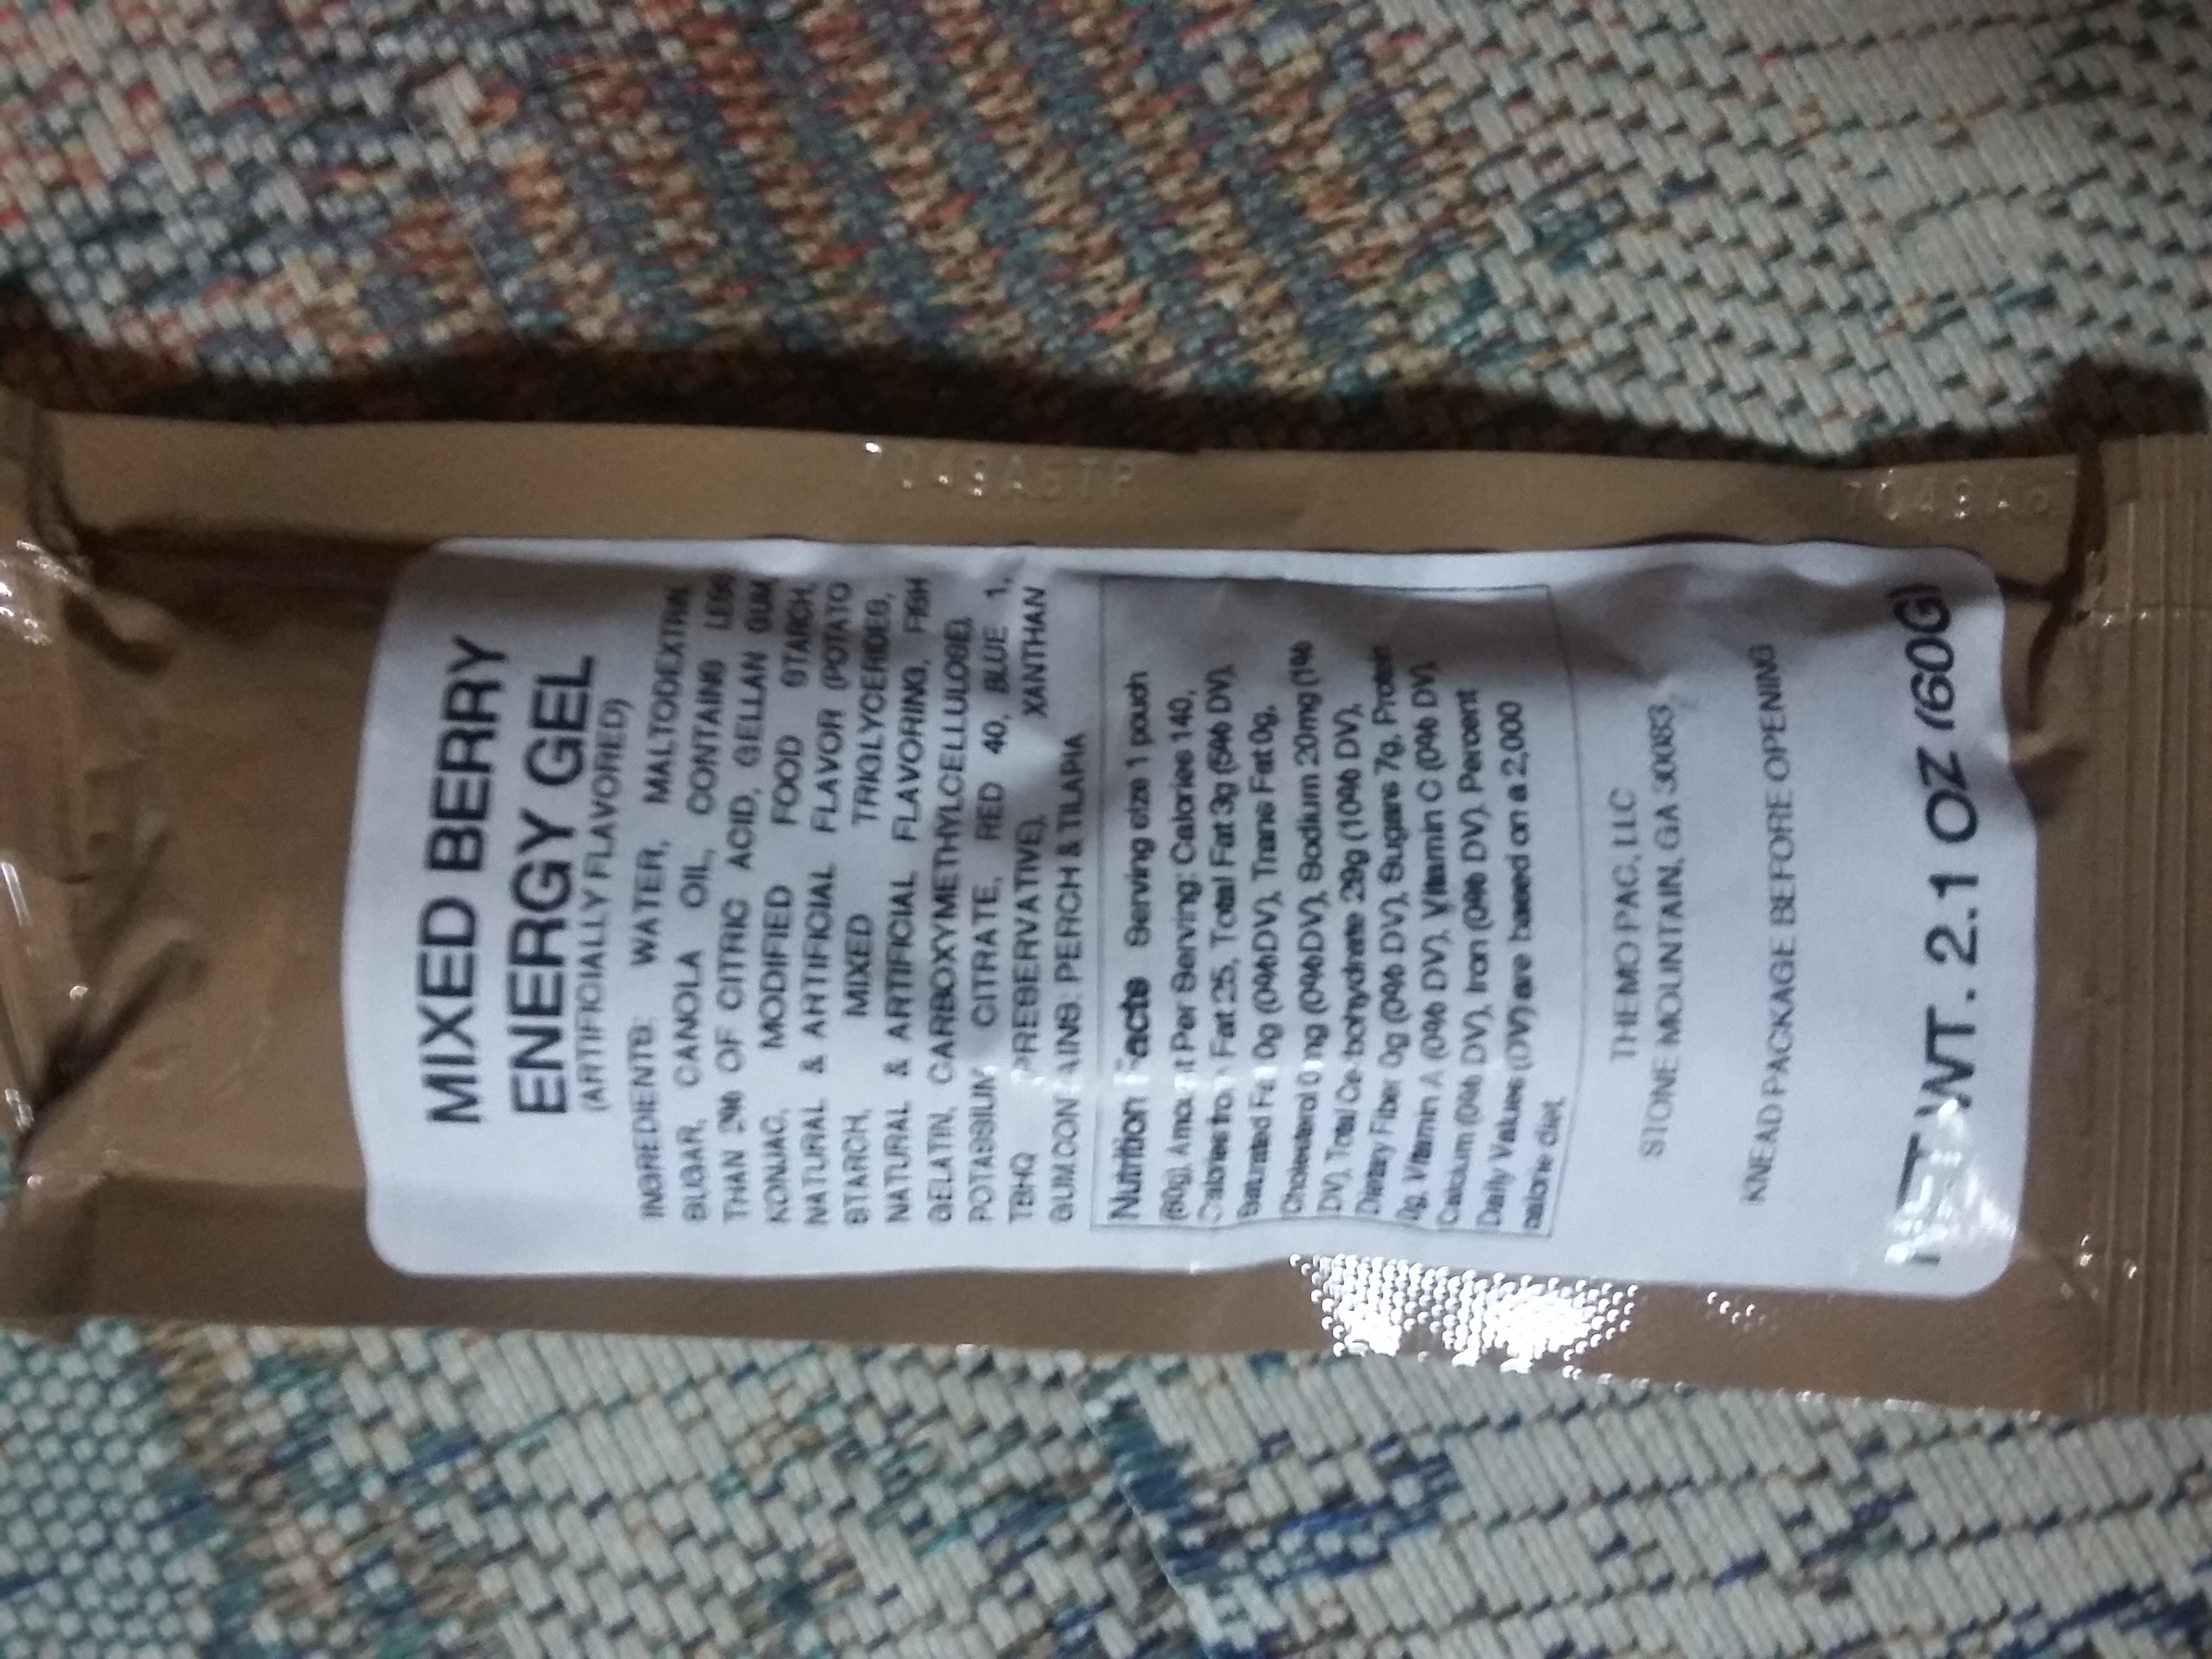 MIXED BERRY
ENERGY GEL
(ARTIFICIALLY FLAVORED)
INGREDIENTS: WATER, MALTODEXTRIN,
SUGAR, CANOLA OIL, CONTAINS LESS
THAN 2% OF CITRIC ACID, GELLAN GUM,
KONJAC, MODIFIED FOOD STARCH,
NATURAL & ARTIFICIAL FLAVOR (POTATO
STARCH, MIXED TRIGLYCERIDES,
NATURAL & ARTIFICIAL FLAVORING, FISH
GELATIN, CARBOXYMETHYLCELLULOSE),
POTASSIUM CITRATE, RED 40, BLUE 1,
TBHQ PRESERVATIVE), XANTHAN
GUM.CONTAINS: PERCH & TILAPIA
Nutrition Facts Serving size 1 pouch
(60g). Amount Per Serving: Calories 140,
Calories from Fat 25, Total Fat 3g (5% DV),
Saturated Fat 0g (0%DV), Trans Fat 0g,
Cholesterol 0mg (0%DV), Sodium 20mg (1%
DV), Total Carbohydrate 29g (10% DV),
Dietary Fiber 0g (0% DV), Sugars 7g, Protein
0g, Vitamin A (0% DV), Vitamin C (0% DV),
Calcium (0% DV), Iron (0% DV). Percent
Daily Values (DV) are based on a 2,000
calorie diet.
THEMO PAC, LLC
STONE MOUNTAIN, GA 30083
KNEAD PACKAGE BEFORE OPENING
NET WT. 2.1 OZ (60G)